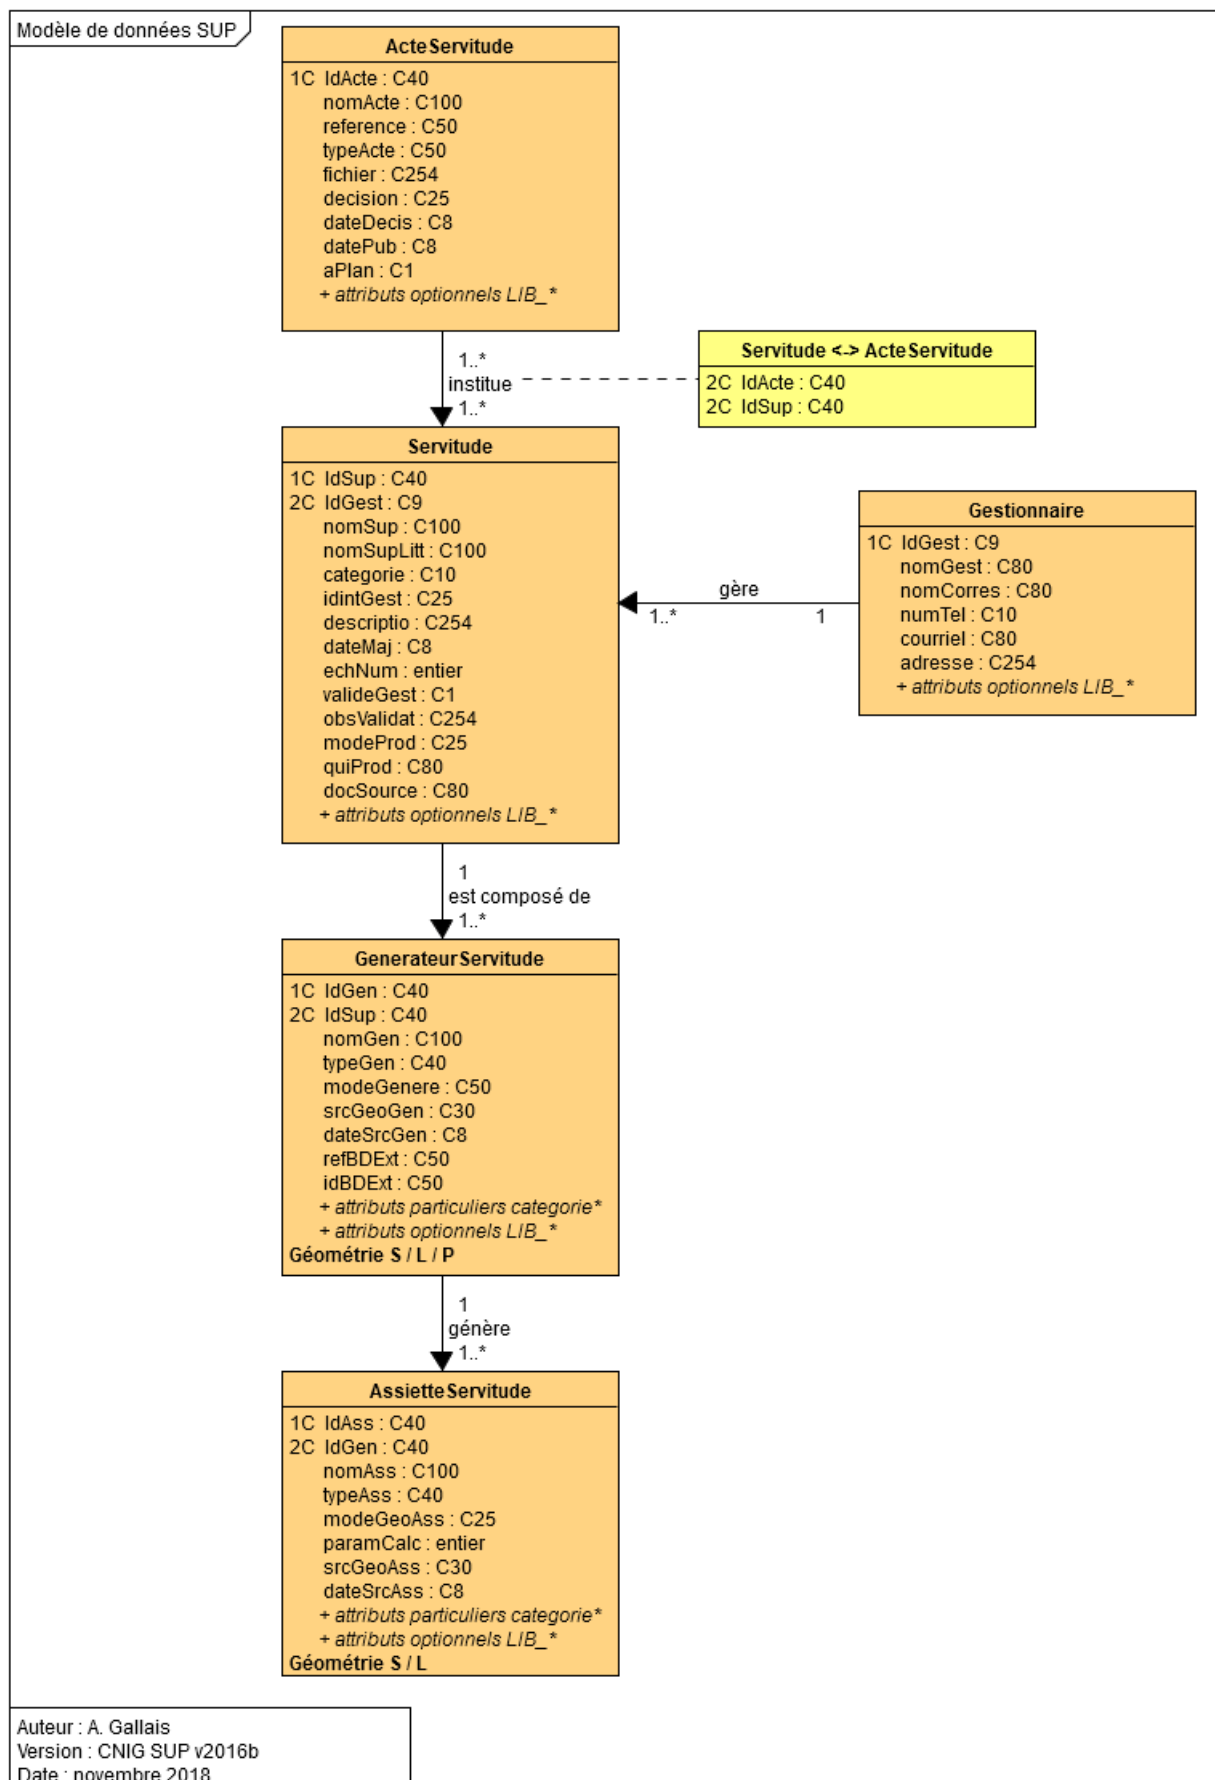 Modèle de données SUP
ActeServitude
1C IdActe : C40
nomActe : C100
reference : C50
typeActe : C50
fichier : C254
decision : C25
dateDecis : C8
datePub : C8
aPlan : C1
+ attributs optionnels LIB_*
1..*
institue
1..*
Servitude <-> ActeServitude
2C IdActe : C40
2C IdSup : C40
Servitude
1C IdSup : C40
2C IdGest : C9
nomSup : C100
nomSupLitt : C100
categorie : C10
idintGest : C25
descriptio : C254
dateMaj : C8
echNum : entier
valideGest : C1
obsValidat : C254
modeProd : C25
quiProd : C80
docSource : C80
+ attributs optionnels LIB_*
gère
1..*
1
Gestionnaire
1C IdGest : C9
nomGest : C80
nomCorres : C80
numTel : C10
courriel : C80
adresse : C254
+ attributs optionnels LIB_*
1
est composé de
1..*
GenerateurServitude
1C IdGen : C40
2C IdSup : C40
nomGen : C100
typeGen : C40
modeGenere : C50
srcGeoGen : C30
dateSrcGen : C8
refBDExt : C50
idBDExt : C50
+ attributs particuliers categorie*
+ attributs optionnels LIB_*
Géométrie S / L / P
1
génère
1..*
AssietteServitude
1C IdAss : C40
2C IdGen : C40
nomAss : C100
typeAss : C40
modeGeoAss : C25
paramCalc : entier
srcGeoAss : C30
dateSrcAss : C8
+ attributs particuliers categorie*
+ attributs optionnels LIB_*
Géométrie S / L
Auteur : A. Gallais
Version : CNIG SUP v2016b
Date : novembre 2018